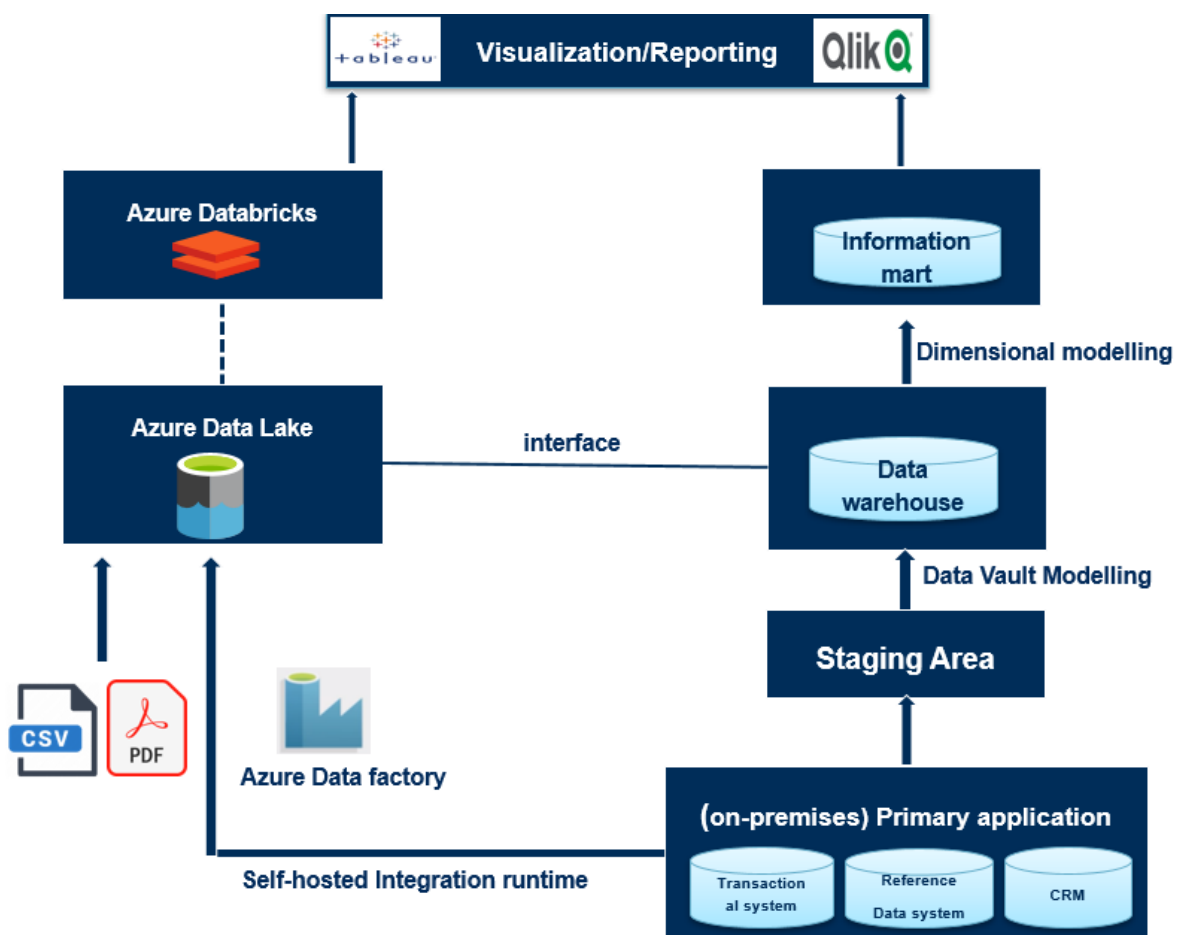 + a b l e a u
Visualization/Reporting
Qlik Q
Azure Databricks
Information
mart
Dimensional modelling
Azure Data Lake
interface
Data
warehouse
Data Vault Modelling
Staging Area
CSV
PDF
Azure Data factory
(on-premises) Primary application
Self-hosted Integration runtime
Transaction
al system
Reference
Data system
CRM